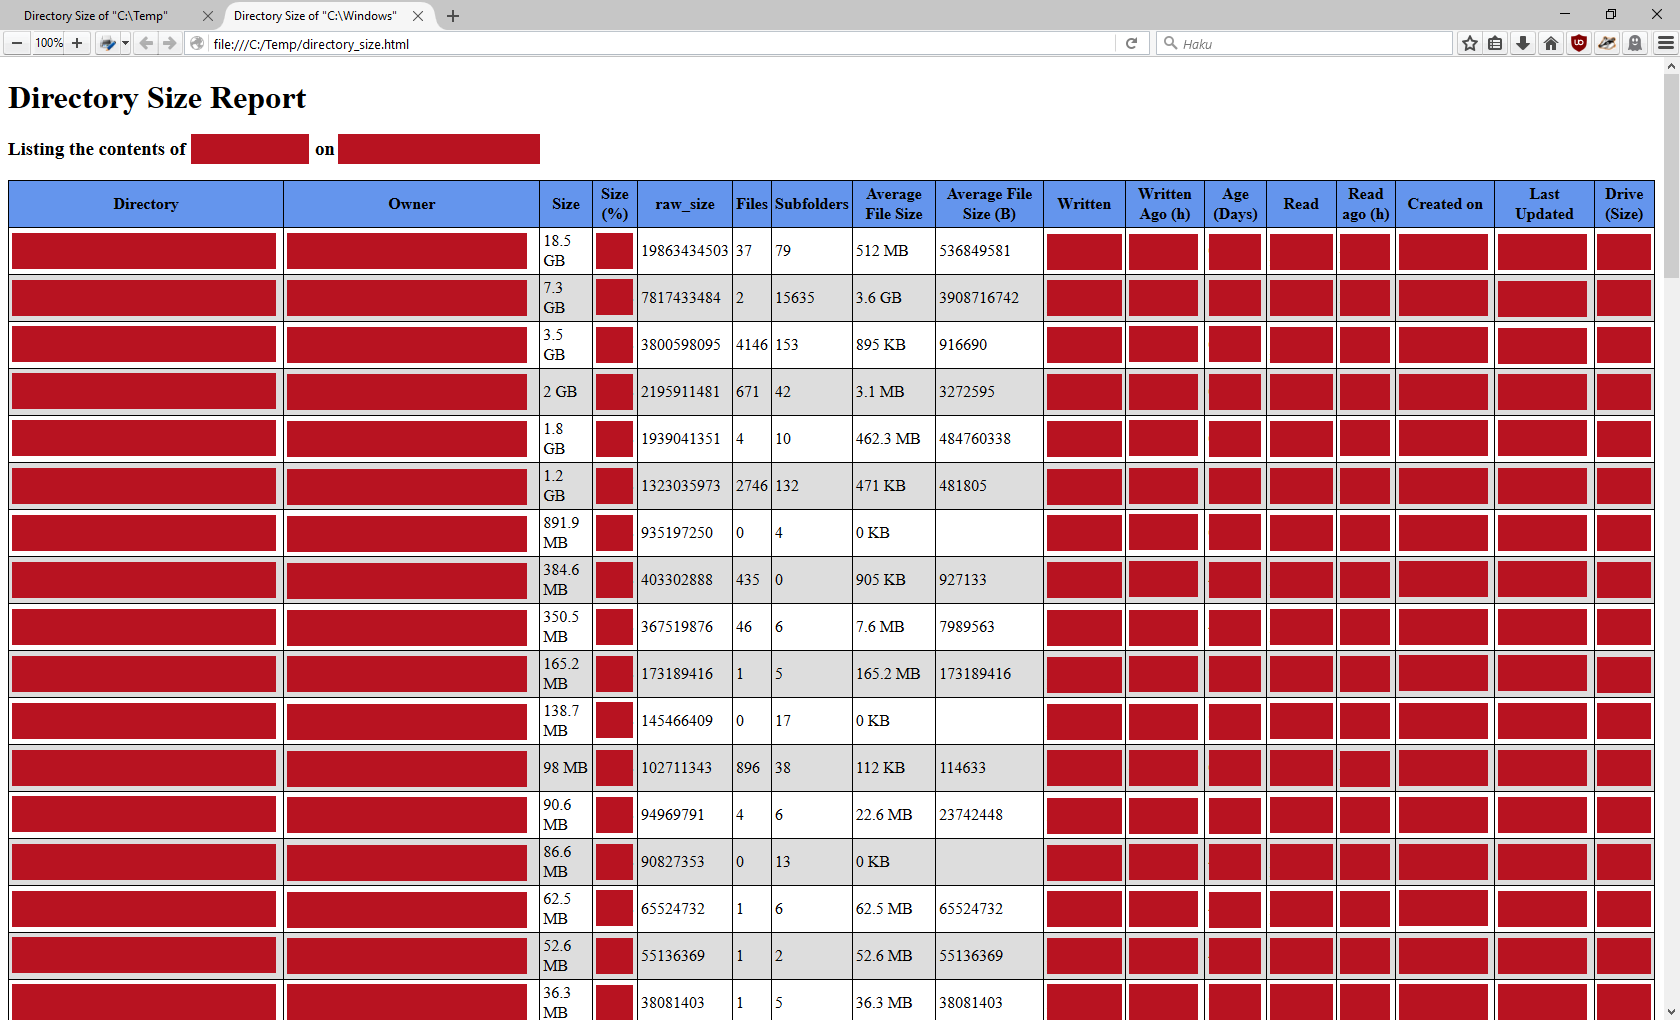 Directory Size of "C:\Temp" Directory Size of "C:\Windows"
100% file:///C:/Temp/directory_size.html Haku
Directory Size Report
Listing the contents of on
Directory Owner Size Size (%) raw_size Files Subfolders Average File Size Average File Size (B) Written Written Ago (h) Age (Days) Read Read ago (h) Created on Last Updated Drive (Size)
18.5 GB 19863434503 37 79 512 MB 536849581
7.3 GB 7817433484 2 15635 3.6 GB 3908716742
3.5 GB 3800598095 4146 153 895 KB 916690
2 GB 2195911481 671 42 3.1 MB 3272595
1.8 GB 1939041351 4 10 462.3 MB 484760338
1.2 GB 1323035973 2746 132 471 KB 481805
891.9 MB 935197250 0 4 0 KB
384.6 MB 403302888 435 0 905 KB 927133
350.5 MB 367519876 46 6 7.6 MB 7989563
165.2 MB 173189416 1 5 165.2 MB 173189416
138.7 MB 145466409 0 17 0 KB
98 MB 102711343 896 38 112 KB 114633
90.6 MB 94969791 4 6 22.6 MB 23742448
86.6 MB 90827353 0 13 0 KB
62.5 MB 65524732 1 6 62.5 MB 65524732
52.6 MB 55136369 1 2 52.6 MB 55136369
36.3 MB 38081403 1 5 36.3 MB 38081403